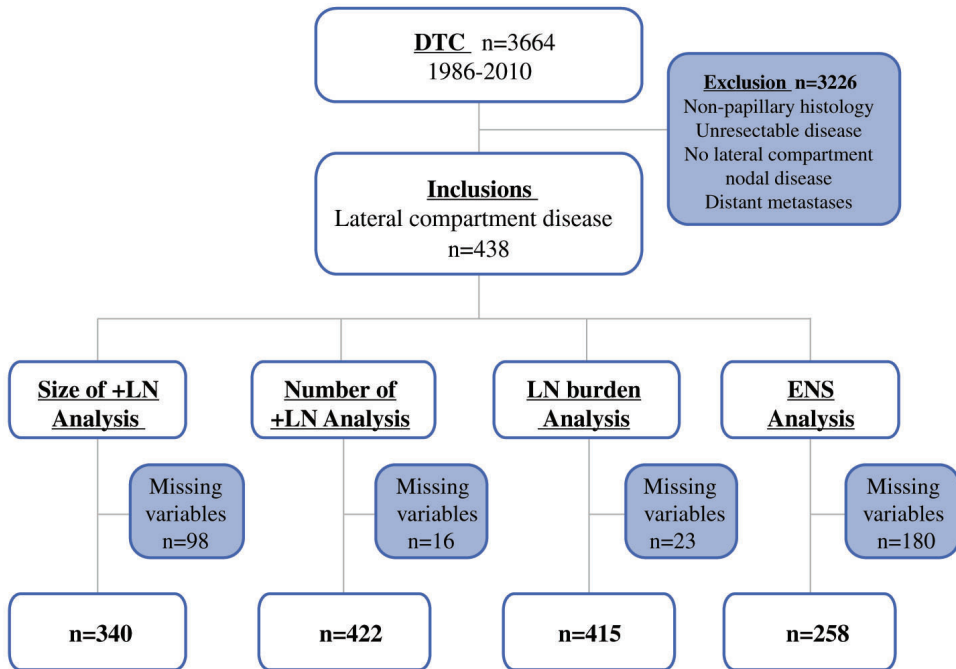 DTC n=3664
1986-2010
Exclusion n=3226
Non-papillary histology
Unresectable disease
No lateral compartment
nodal disease
Distant metastases
Inclusions
Lateral compartment disease
n=438
Size of +LN
Analysis
Number of
+LN Analysis
LN burden
Analysis
ENS
Analysis
Missing
variables
n=98
Missing
variables
n=16
Missing
variables
n=23
Missing
variables
n=180
n=340
n=422
n=415
n=258